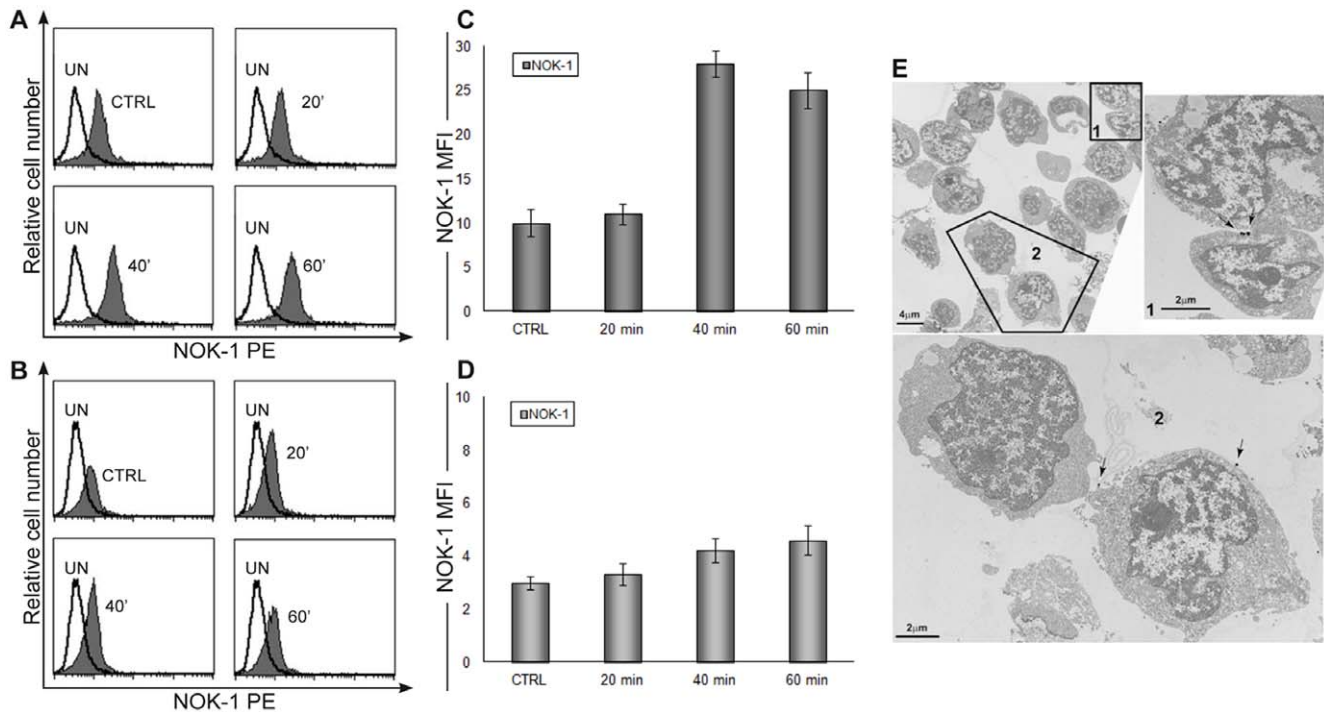 A
Relative cell number
UN
CTRL
UN
20'
UN
40'
UN
60'
NOK-1 PE
B
Relative cell number
UN
CTRL
UN
20'
UN
40'
UN
60'
NOK-1 PE
C
NOK-1 MFI
30
25
20
15
10
5
0
NOK-1
CTRL
20 min
40 min
60 min
D
NOK-1 MFI
10
8
6
4
2
0
NOK-1
CTRL
20 min
40 min
60 min
E
1
2
4µm
1
2µm
2
2µm